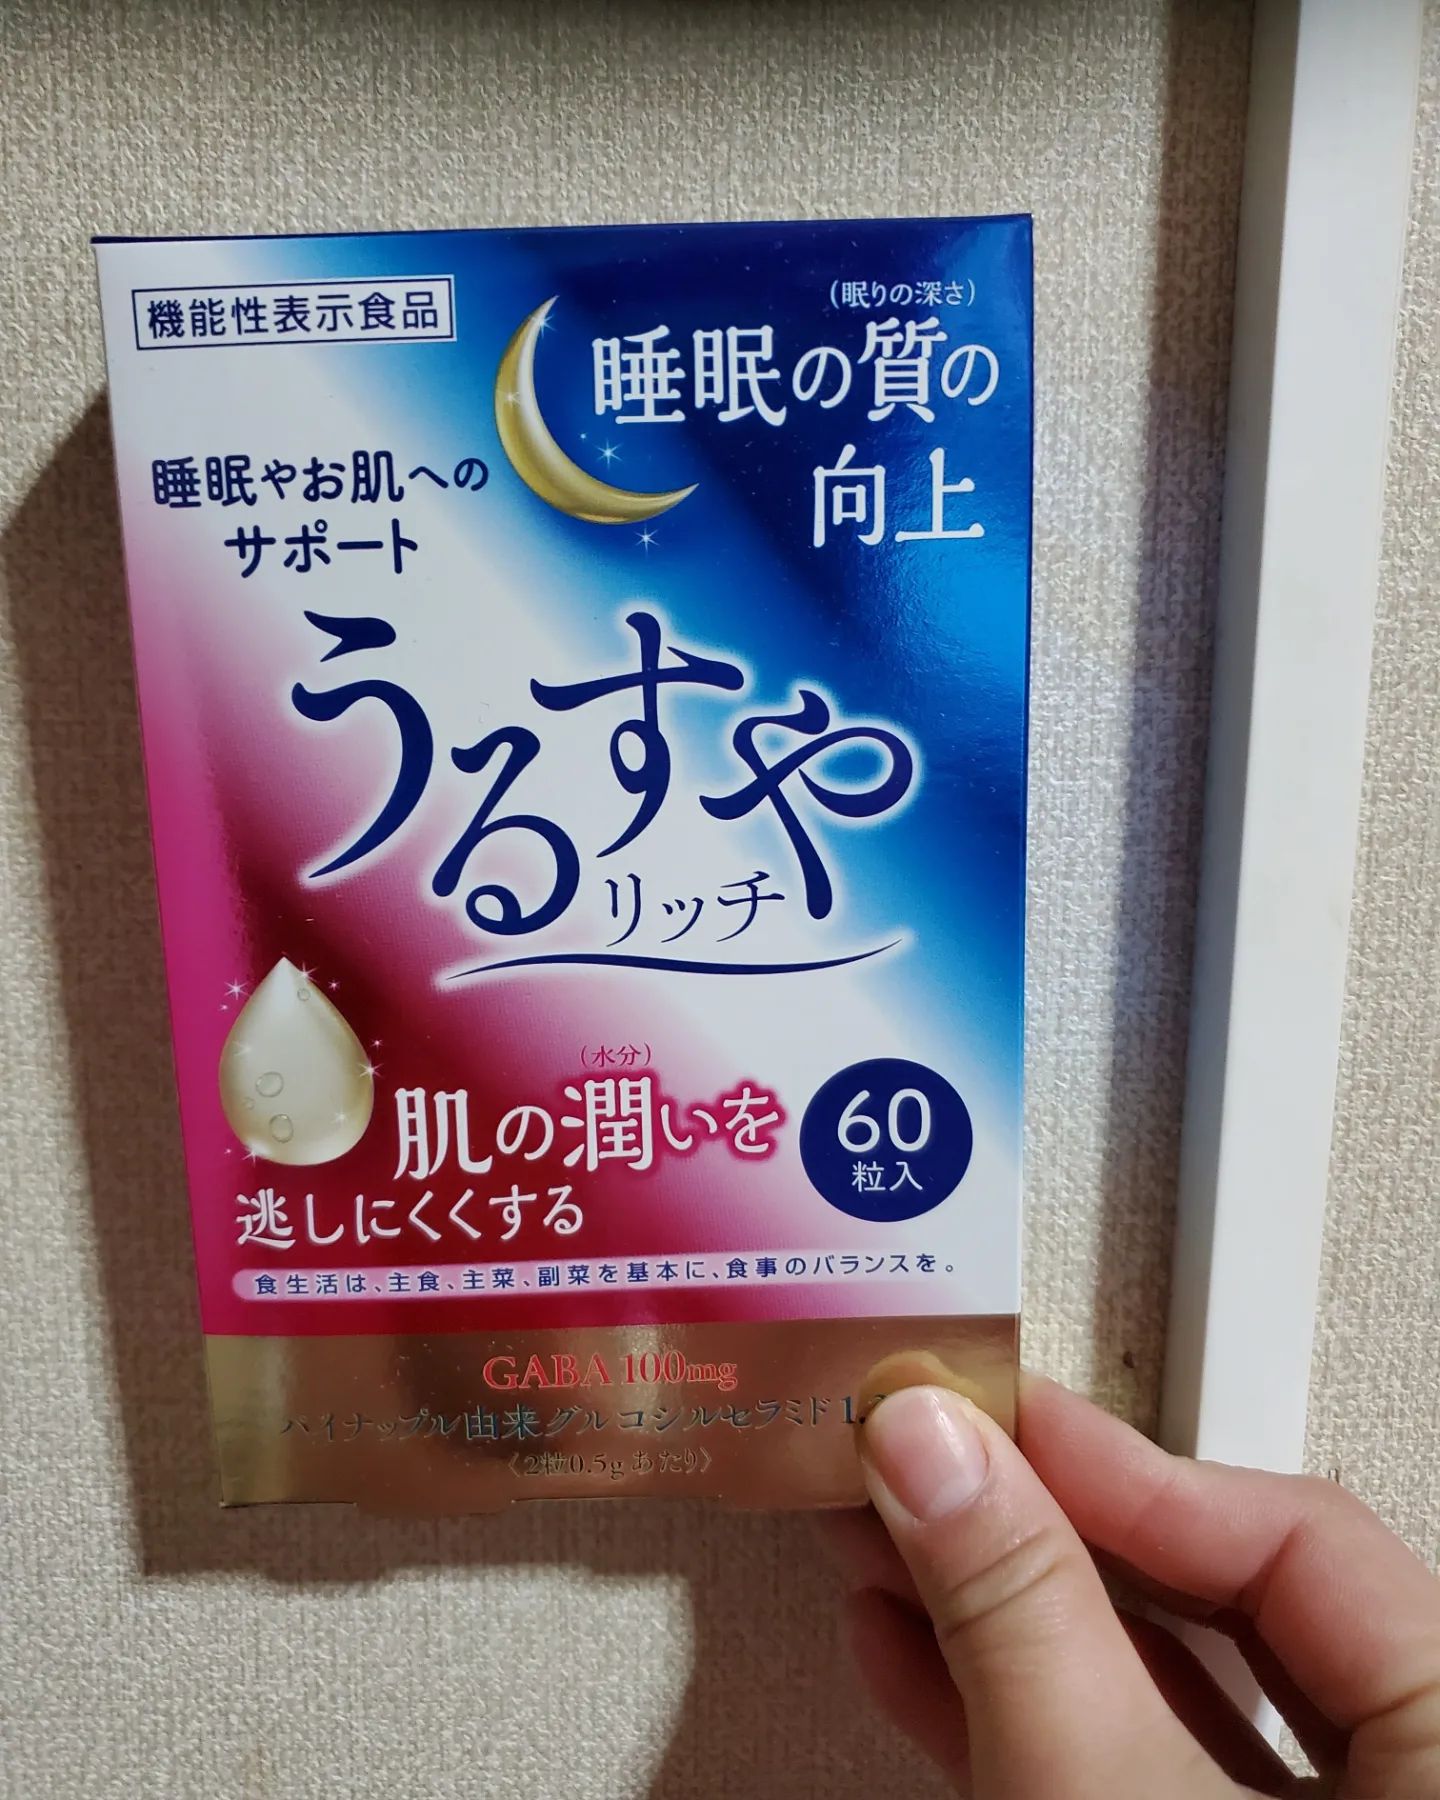 機能性表示食品
(眠りの深さ)
睡眠の質の
向上
睡眠やお肌への
サポート
うるすや
リッチ
(水分)
肌の潤いを
逃しにくくする
60
粒入
食生活は、主食、主菜、副菜を基本に、食事のバランスを。
GABA 100mg
パイナップル由来グルコシルセラミド
〈2粒0.5gあたり〉